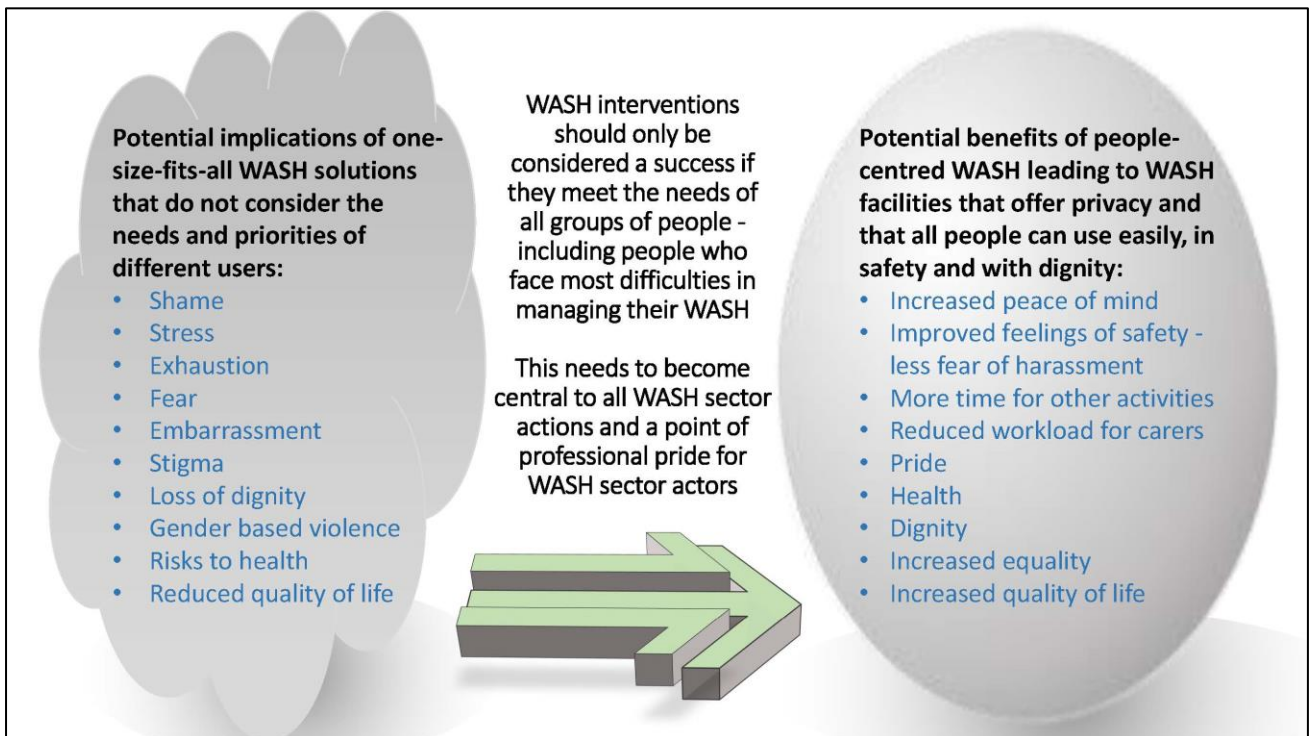 Potential implications of one-
size-fits-all WASH solutions
that do not consider the
needs and priorities of
different users:
• Shame
• Stress
• Exhaustion
• Fear
• Embarrassment
• Stigma
• Loss of dignity
• Gender based violence
• Risks to health
• Reduced quality of life
WASH interventions
should only be
considered a success if
they meet the needs of
all groups of people -
including people who
face most difficulties in
managing their WASH
This needs to become
central to all WASH sector
actions and a point of
professional pride for
WASH sector actors
Potential benefits of people-
centred WASH leading to WASH
facilities that offer privacy and
that all people can use easily, in
safety and with dignity:
• Increased peace of mind
• Improved feelings of safety -
less fear of harassment
• More time for other activities
• Reduced workload for carers
• Pride
• Health
• Dignity
• Increased equality
• Increased quality of life